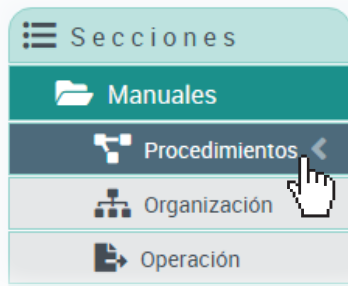 Secciones
Manuales
Procedimientos
Organización
Operación